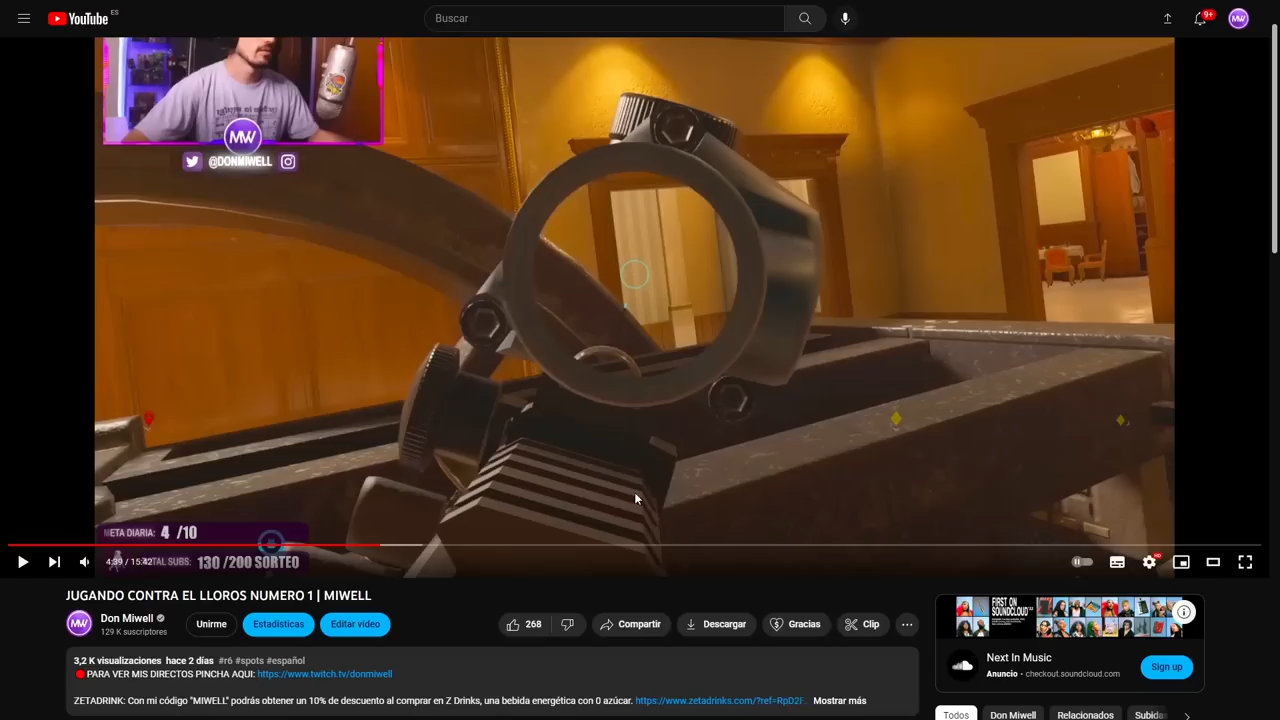 YouTube ES
Buscar
9+
MW
MW
@DONMIWELL
META DIARIA: 4 /10
TOTAL SUBS: 130 /200 SORTEO
4:39 / 15:42
HD
JUGANDO CONTRA EL LLOROS NUMERO 1 | MIWELL
MW
Don Miwell
129 K suscriptores
Unirme
Estadísticas
Editar vídeo
268
Compartir
Descargar
Gracias
Clip
3,2 K visualizaciones hace 2 días #r6 #spots #español
PARA VER MIS DIRECTOS PINCHA AQUI: https://www.twitch.tv/donmiwell
ZETADRINK: Con mi código "MIWELL" podrás obtener un 10% de descuento al comprar en Z Drinks, una bebida energética con 0 azúcar. https://www.zetadrinks.com/?ref=RpD2F Mostrar más
FIRST ON
SOUNDCLOUD
Next In Music
Anuncio • checkout.soundcloud.com
Sign up
Todos
Don Miwell
Relacionados
Subida